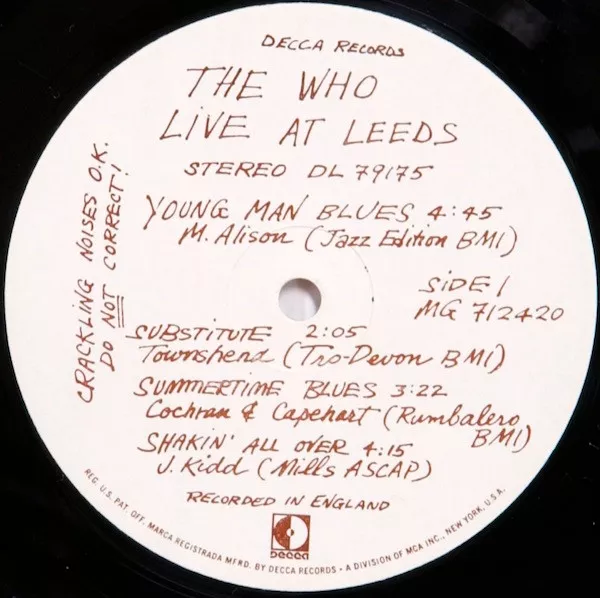 DECCA RECORDS
THE WHO
LIVE AT LEEDS
STEREO DL 79175
CRACKLING NOISES O.K.
DO NOT CORRECT!
YOUNG MAN BLUES 4:45
M. Alison (Jazz Edition BMI)
SIDE 1
MG 712420
SUBSTITUTE 2:05
Townshend (Tro-Devon BMI)
SUMMERTIME BLUES 3:22
Cochran & Capehart (Rumbalero
BMI)
SHAKIN' ALL OVER 4:15
J. Kidd (Mills ASCAP)
RECORDED IN ENGLAND
DECCA
REG. U.S. PAT. OFF. MARCA REGISTRADA MFRD. BY DECCA RECORDS • A DIVISION OF MCA INC., NEW YORK, U.S.A.